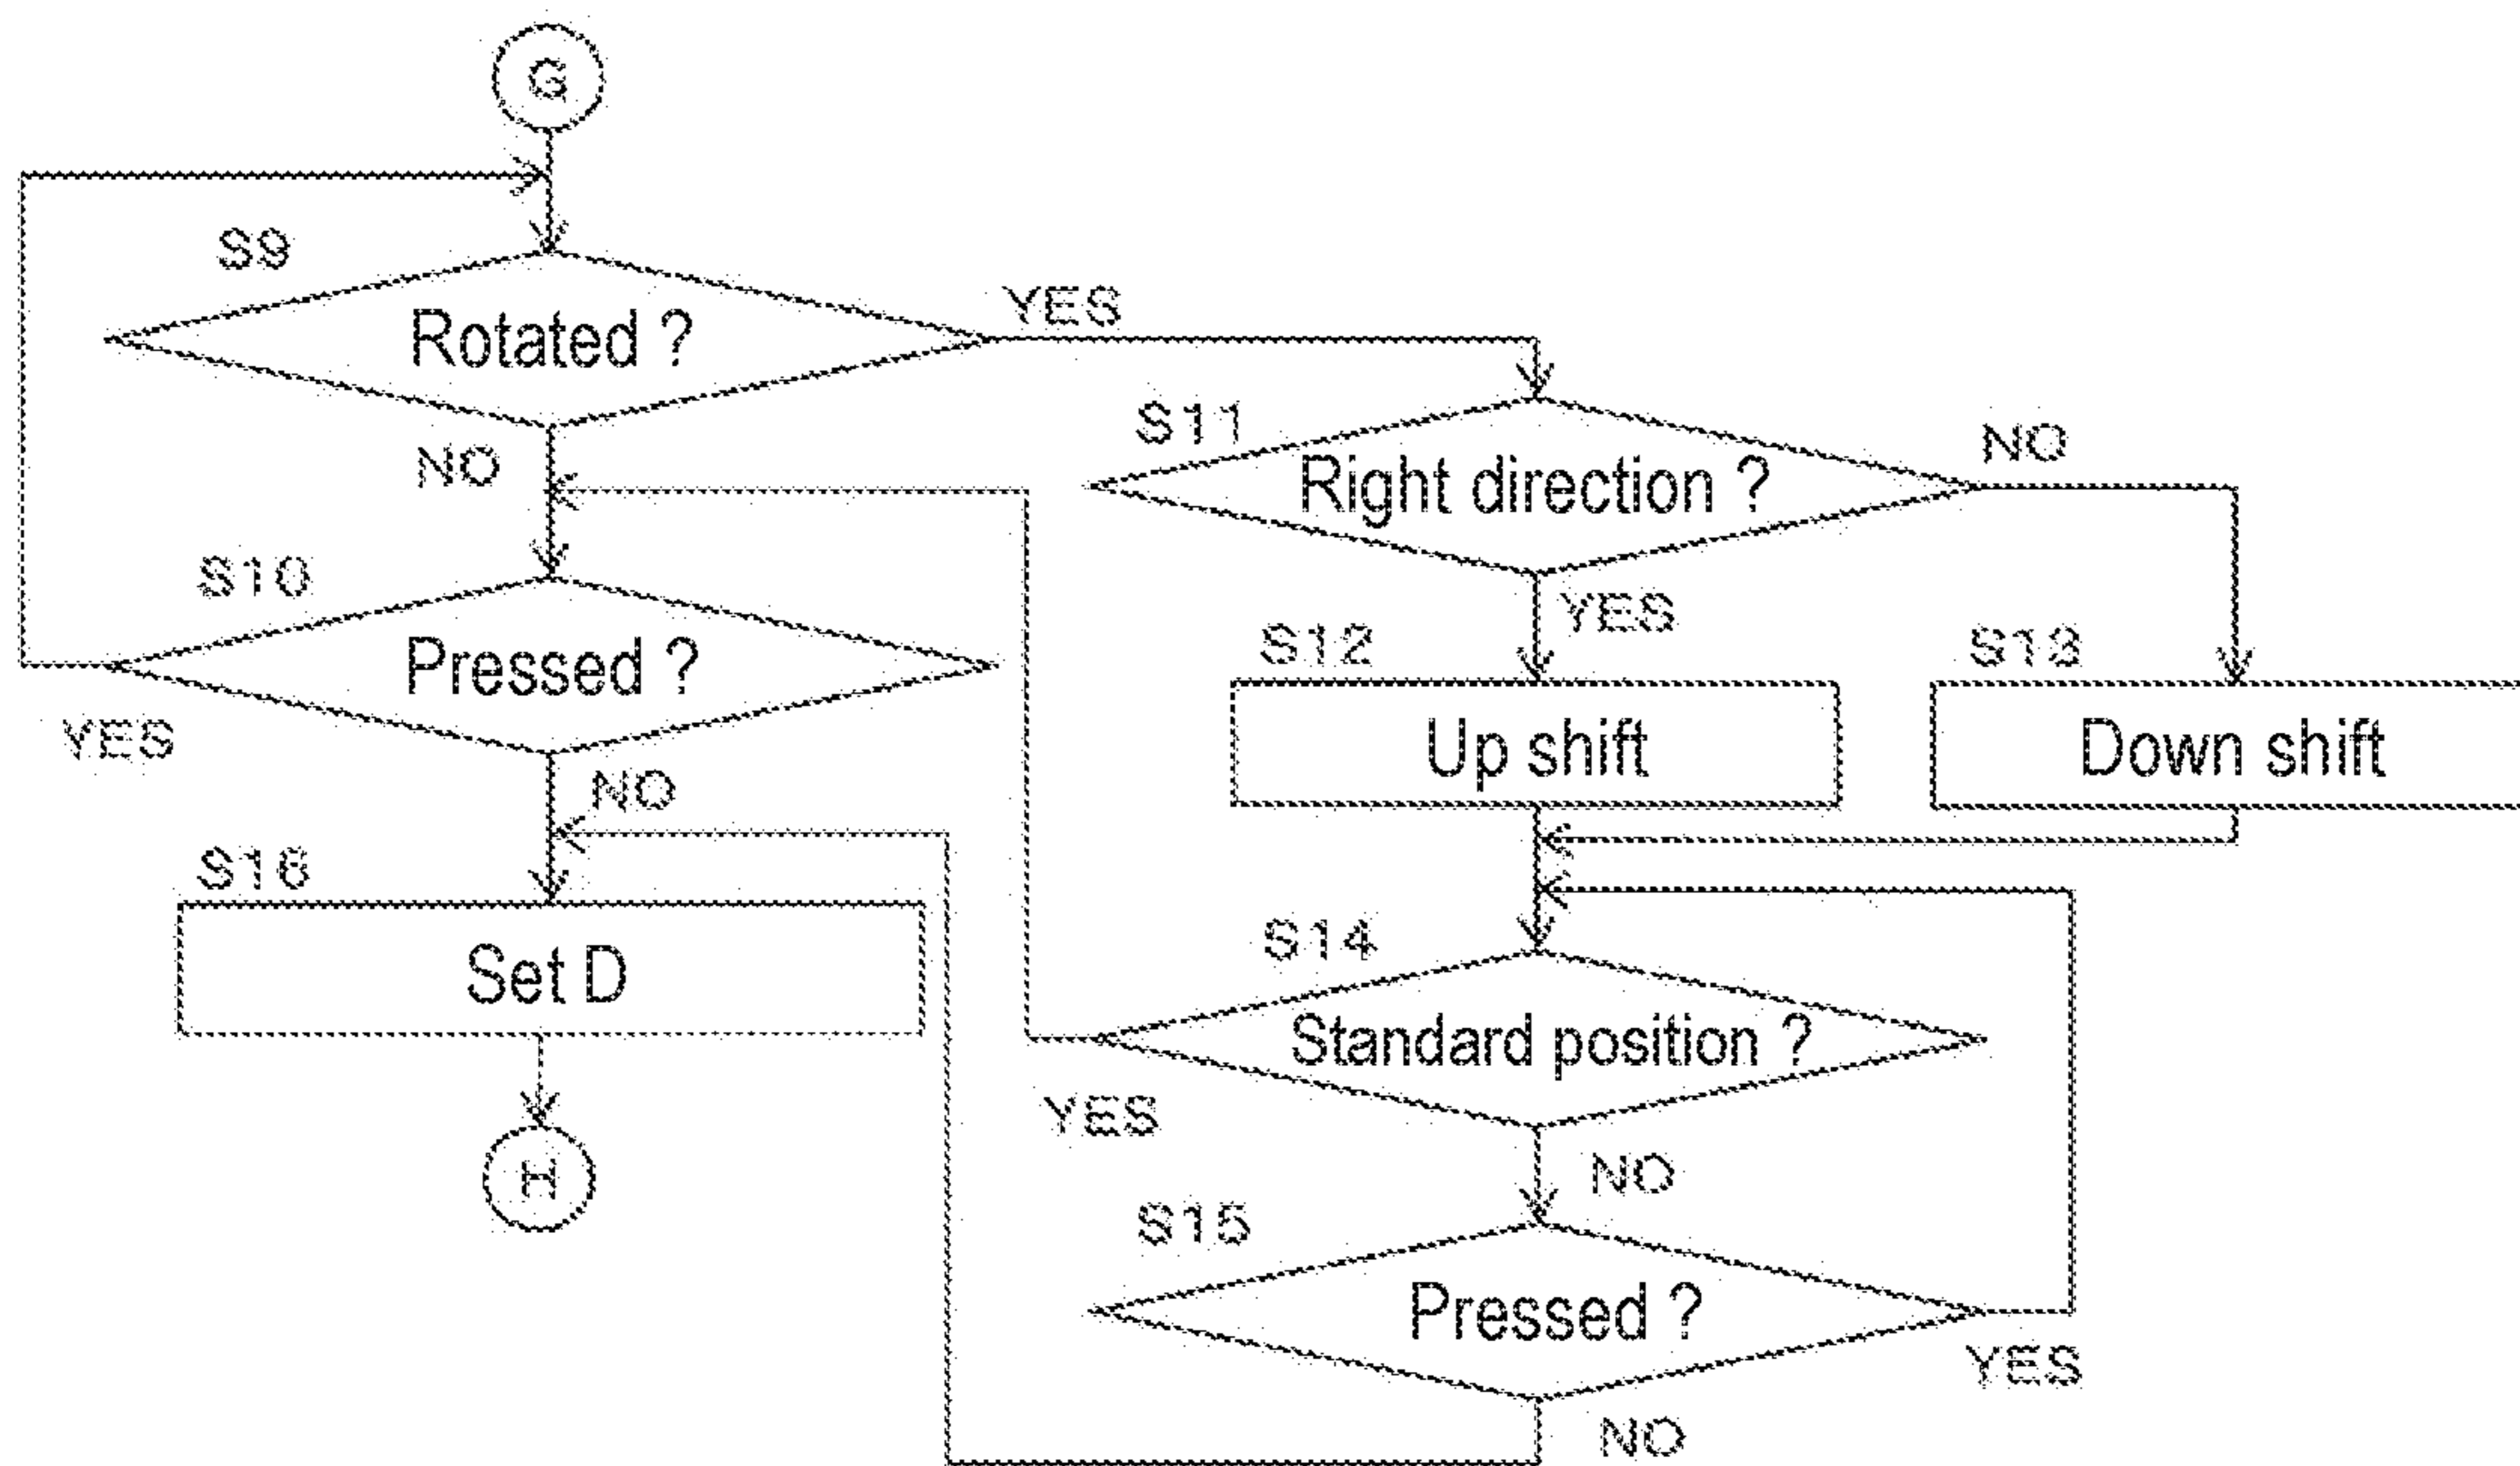 G
S9
Rotated ?
YES
NO
S11
Right direction ?
NO
YES
S10
Pressed ?
YES
NO
S12
Up shift
S13
Down shift
S16
Set D
H
S14
Standard position ?
YES
NO
S15
Pressed ?
YES
NO